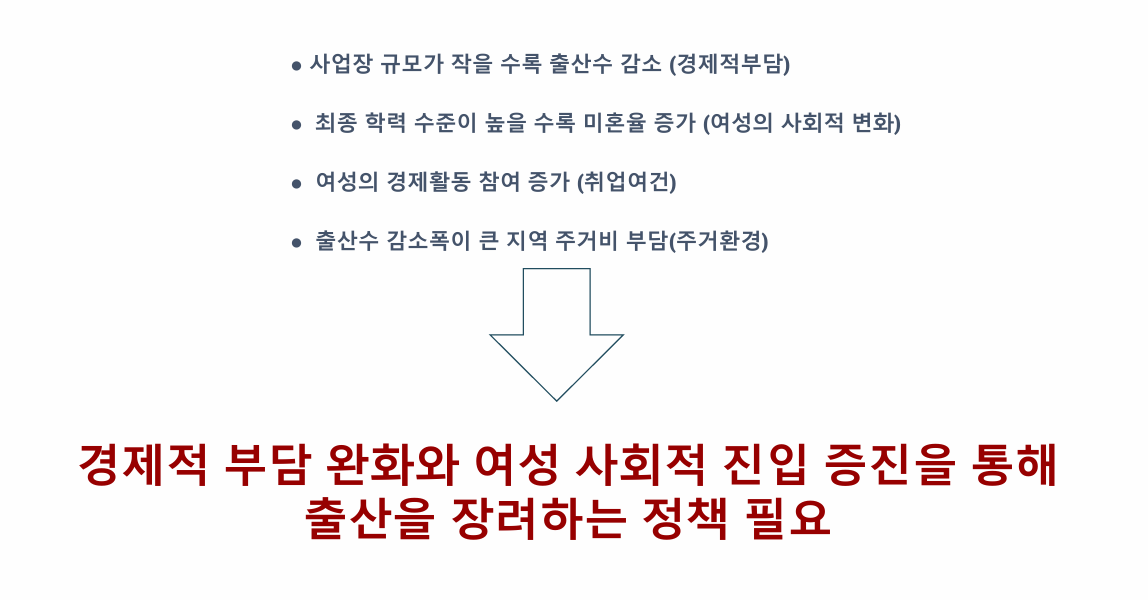 ● 사업장 규모가 작을 수록 출산수 감소 (경제적부담)
● 최종 학력 수준이 높을 수록 미혼율 증가 (여성의 사회적 변화)
● 여성의 경제활동 참여 증가 (취업여건)
● 출산수 감소폭이 큰 지역 주거비 부담(주거환경)
경제적 부담 완화와 여성 사회적 진입 증진을 통해
출산을 장려하는 정책 필요